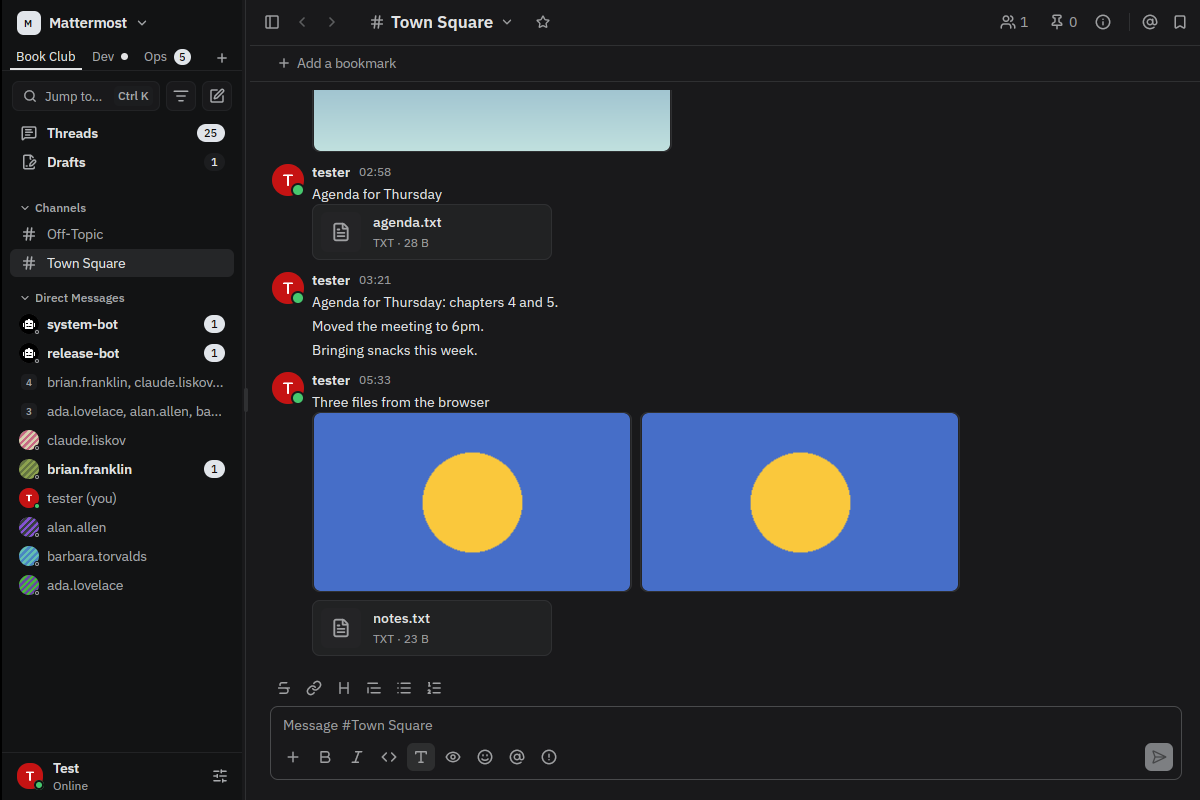 M Mattermost
Book Club Dev Ops 5
Jump to... Ctrl K
Threads 25
Drafts 1
Channels
Off-Topic
Town Square
Direct Messages
system-bot 1
release-bot 1
4 brian.franklin, claude.liskov...
3 ada.lovelace, alan.allen, ba...
claude.liskov
brian.franklin 1
T tester (you)
alan.allen
barbara.torvalds
ada.lovelace
T Test
Online
# Town Square
1 0
+ Add a bookmark
T tester 02:58
Agenda for Thursday
agenda.txt
TXT · 28 B
T tester 03:21
Agenda for Thursday: chapters 4 and 5.
Moved the meeting to 6pm.
Bringing snacks this week.
T tester 05:33
Three files from the browser
notes.txt
TXT · 23 B
Message #Town Square